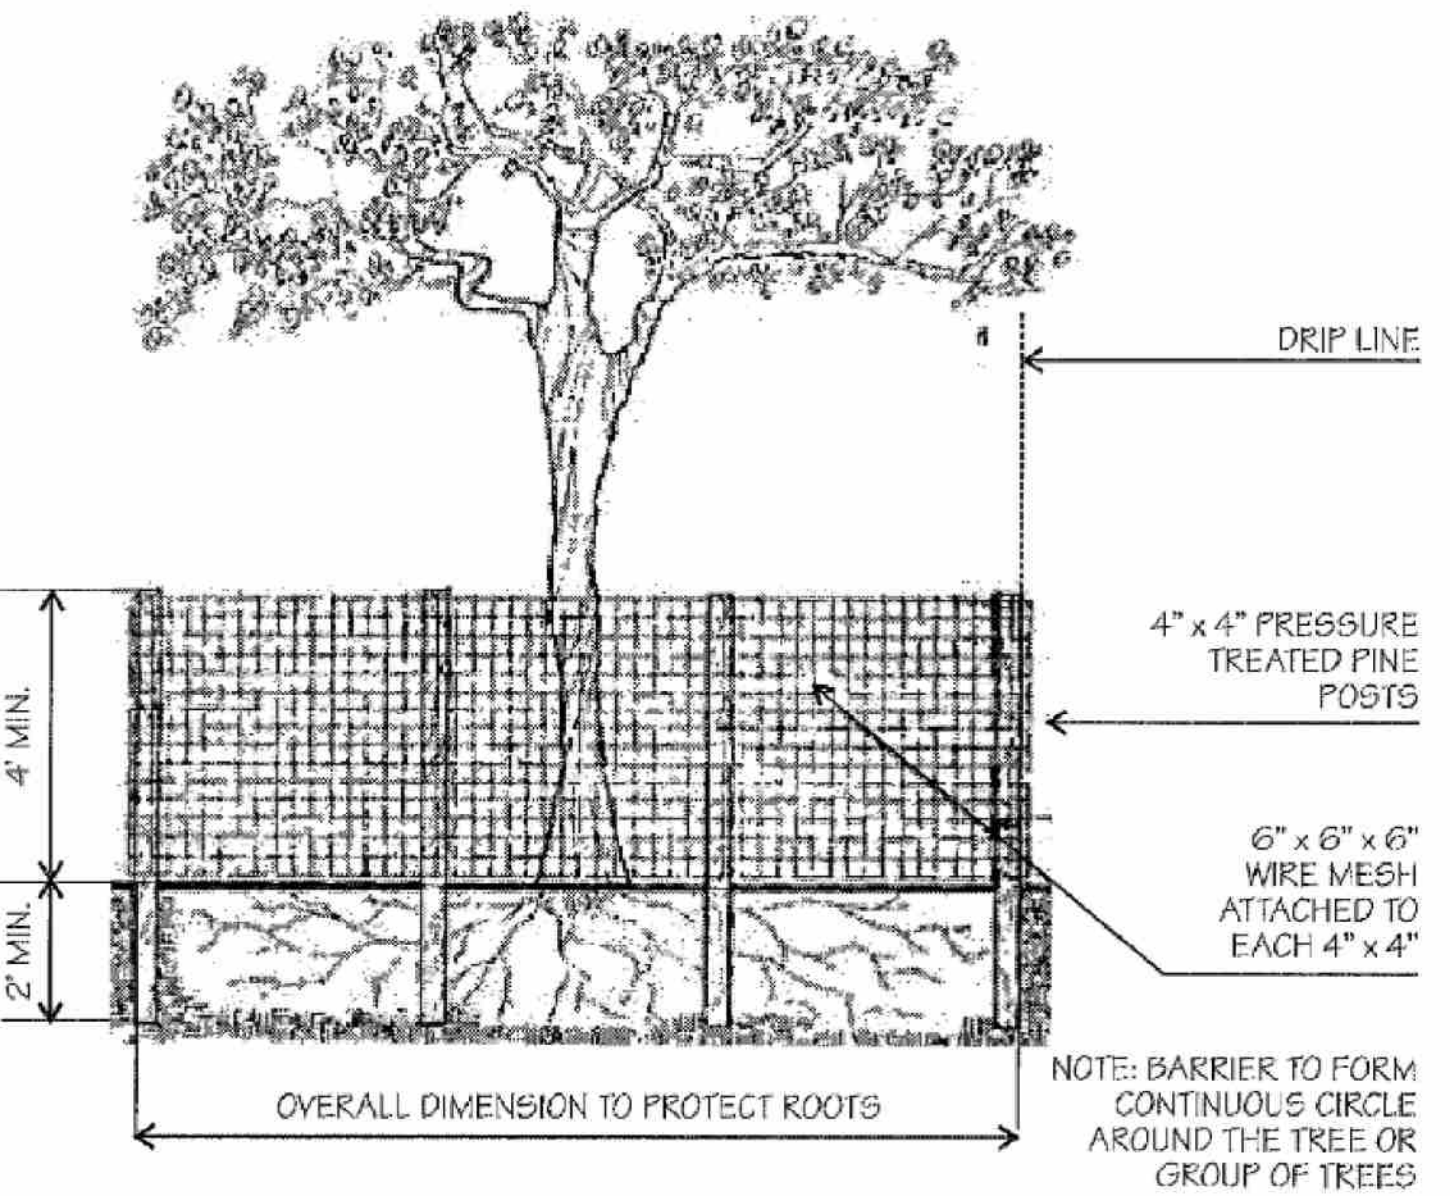 DRIP LINE
4" x 4" PRESSURE
TREATED PINE
POSTS
4' MIN.
6" x 6" x 6"
WIRE MESH
ATTACHED TO
EACH 4" x 4"
2' MIN.
OVERALL DIMENSION TO PROTECT ROOTS
NOTE: BARRIER TO FORM
CONTINUOUS CIRCLE
AROUND THE TREE OR
GROUP OF TREES